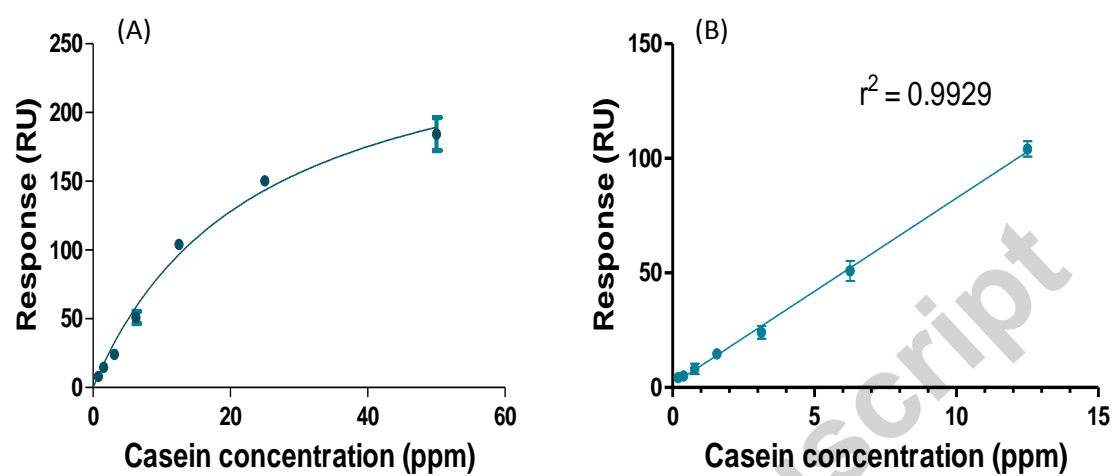 (A)
250
200
150
100
50
0
0 20 40 60
Response (RU)
Casein concentration (ppm)
(B)
r² = 0.9929
150
100
50
0
0 5 10 15
Response (RU)
Casein concentration (ppm)
script